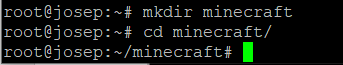 root@josep:~# mkdir minecraft
root@josep:~# cd minecraft/
root@josep:~/minecraft#